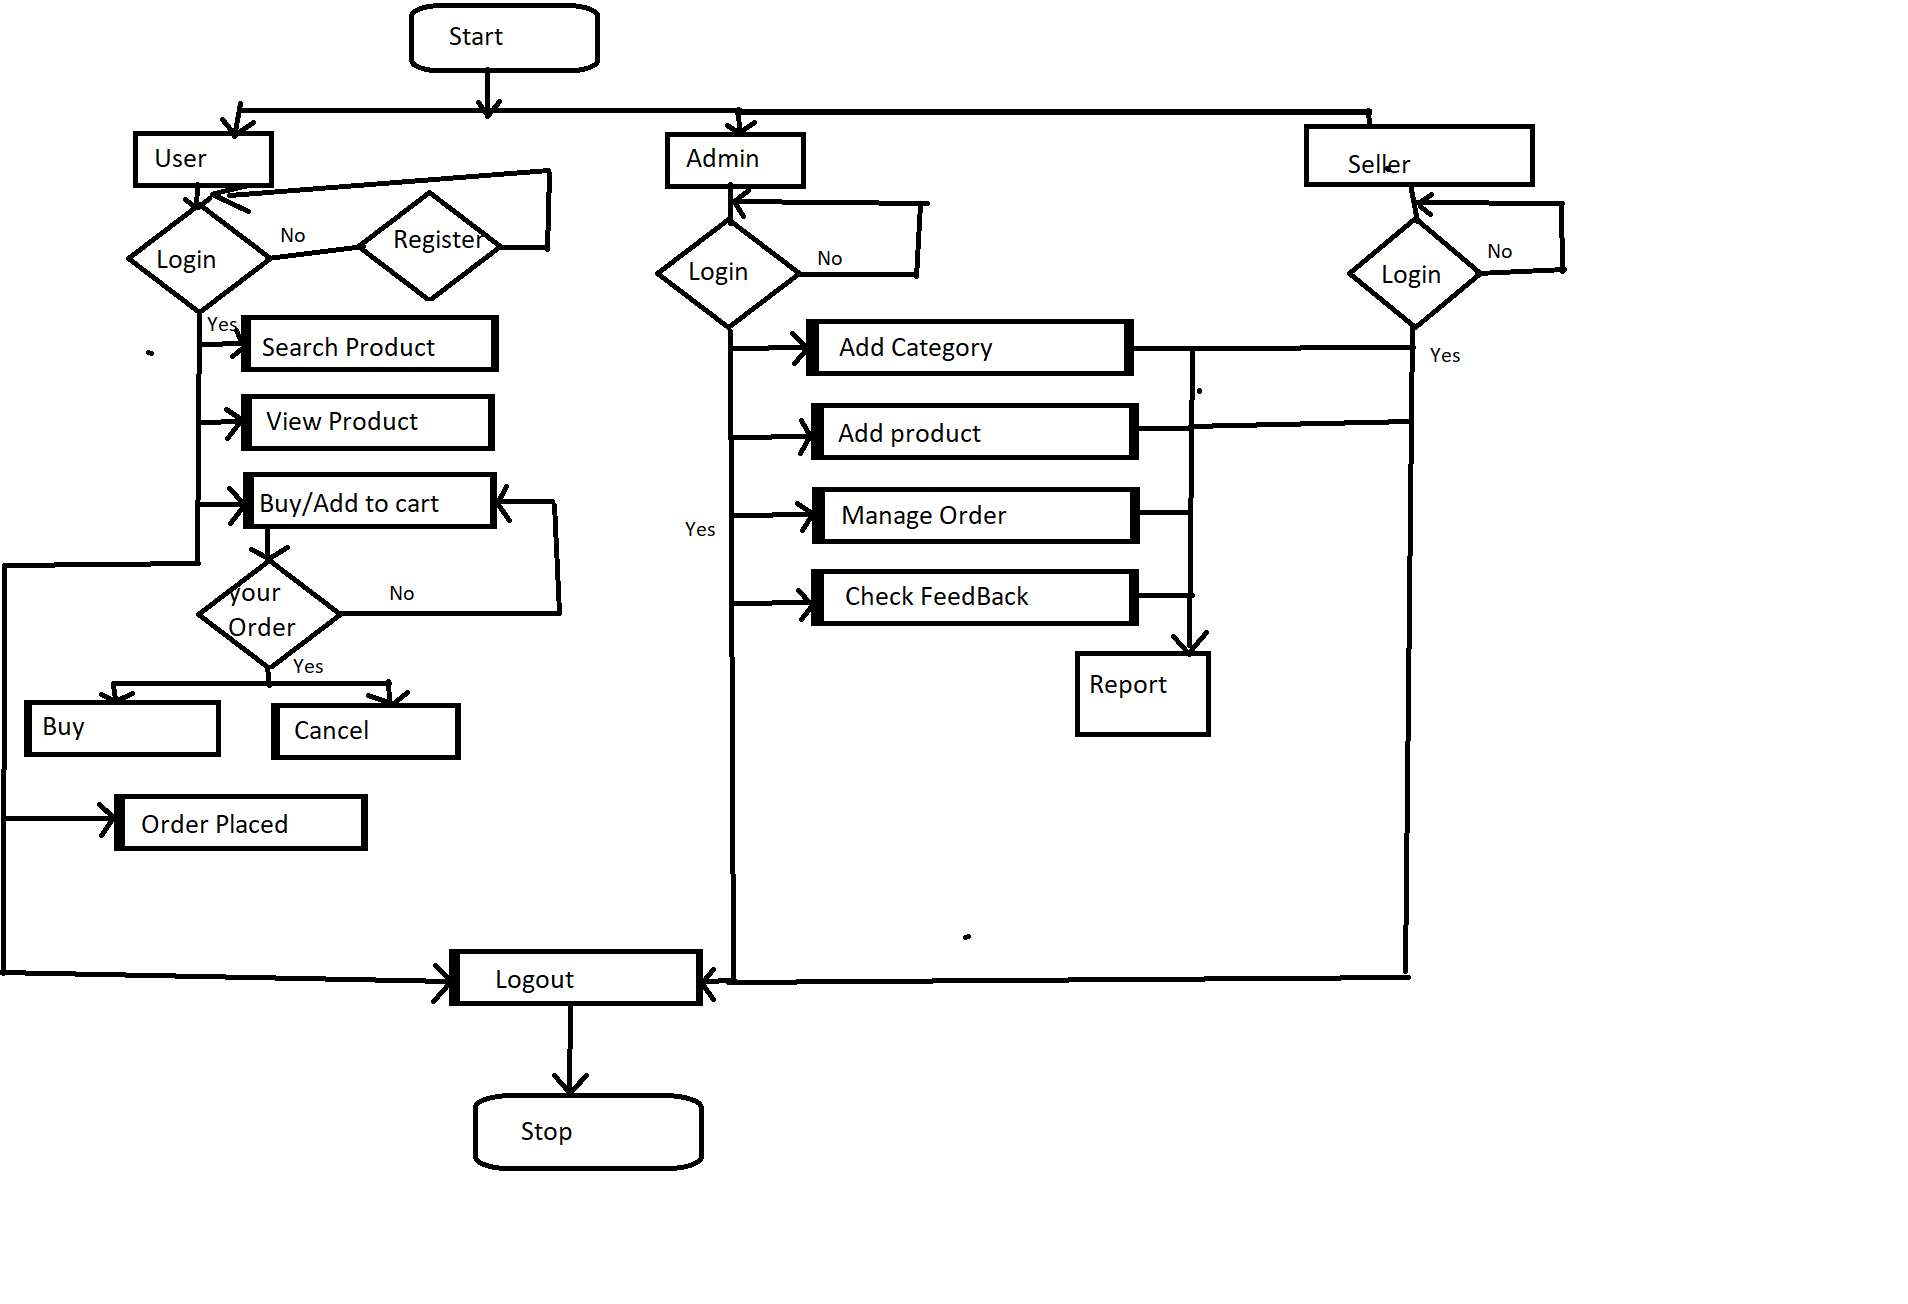 Start
User
Admin
Seller
Login
No
Register
Login
No
Login
No
Yes
Search Product
Add Category
Yes
View Product
Add product
Buy/Add to cart
Manage Order
Yes
your
Order
No
Check FeedBack
Yes
Report
Buy
Cancel
Order Placed
Logout
Stop